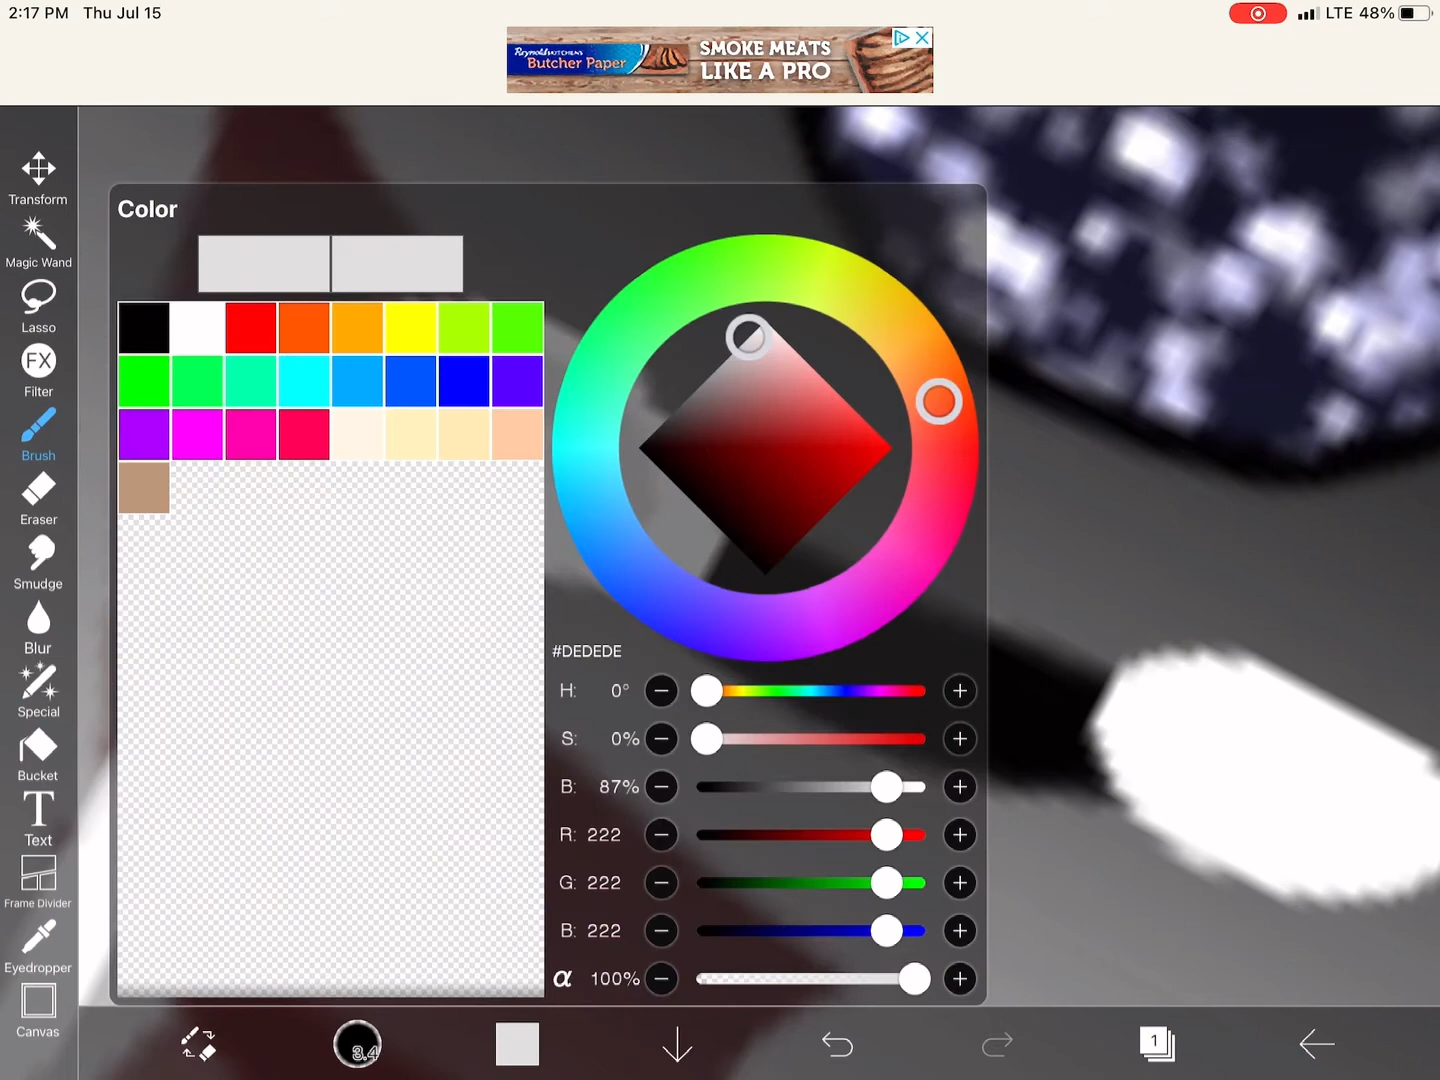 2:17 PM Thu Jul 15
LTE 48%
Reynolds KITCHENS
Butcher Paper
SMOKE MEATS
LIKE A PRO
Transform
Magic Wand
Lasso
FX
Filter
Brush
Eraser
Smudge
Blur
Special
Bucket
T
Text
Frame Divider
Eyedropper
Canvas
Color
#DEDEDE
H: 0°
S: 0%
B: 87%
R: 222
G: 222
B: 222
α 100%
3.4
1